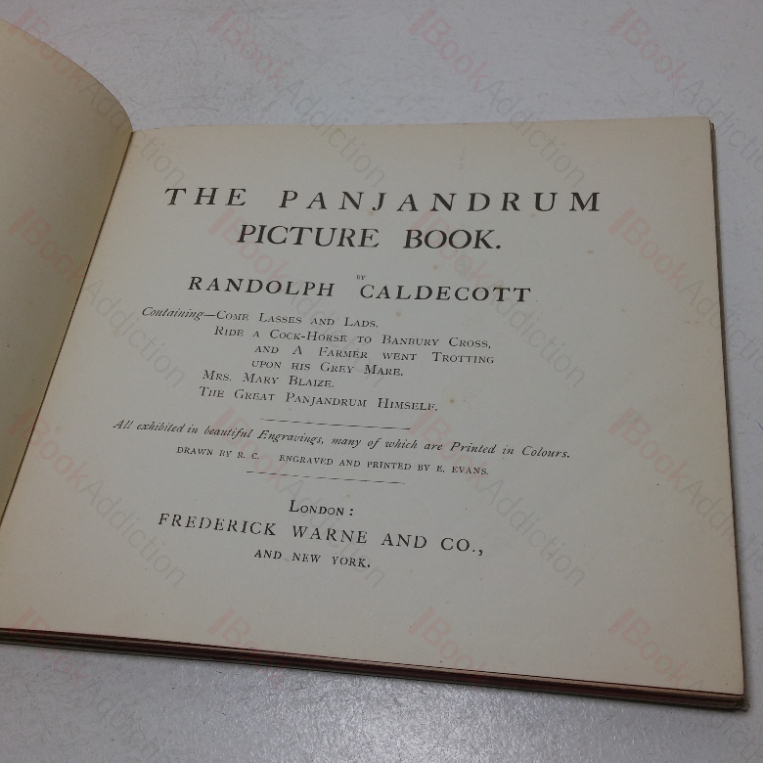 THE PANJANDRUM
PICTURE BOOK.
BY
RANDOLPH CALDECOTT
Containing—COME LASSES AND LADS.
RIDE A COCK-HORSE TO BANBURY CROSS,
AND A FARMER WENT TROTTING
UPON HIS GREY MARE.
MRS. MARY BLAIZE.
THE GREAT PANJANDRUM HIMSELF.
All exhibited in beautiful Engravings, many of which are Printed in Colours.
DRAWN BY R. C. ENGRAVED AND PRINTED BY E. EVANS.
LONDON:
FREDERICK WARNE AND CO.,
AND NEW YORK.
BookAddiction